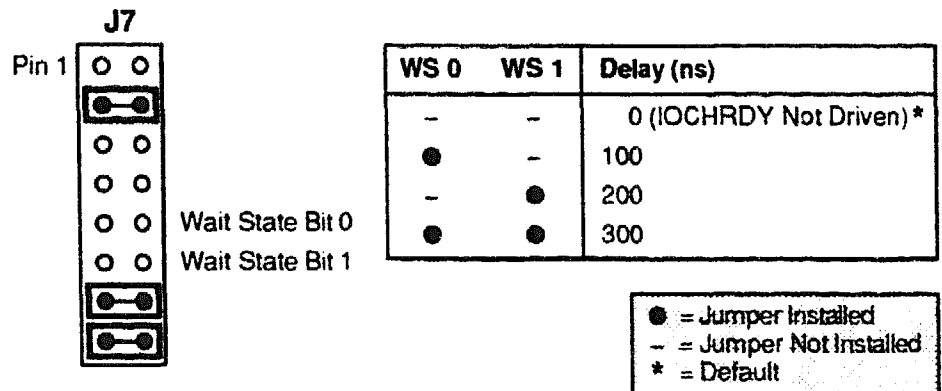 J7
Pin 1
Wait State Bit 0
Wait State Bit 1
WS 0 WS 1 Delay (ns)
– – 0 (IOCHRDY Not Driven) *
● – 100
– ● 200
● ● 300
● = Jumper Installed
– = Jumper Not Installed
* = Default